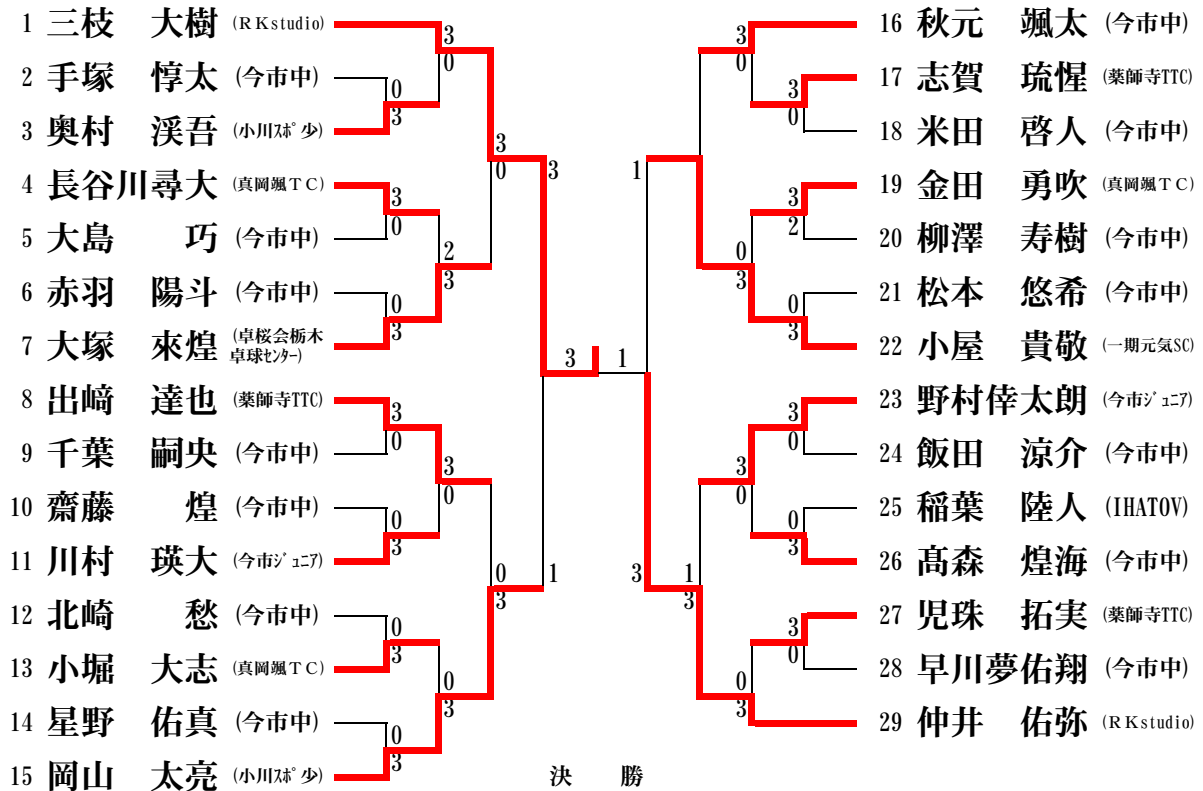 1 三枝 大樹 (RKstudio)
2 手塚 惇太 (今市中)
3 奥村 渓吾 (小川ｽﾎﾟ少)
4 長谷川尋大 (真岡颯TC)
5 大島 巧 (今市中)
6 赤羽 陽斗 (今市中)
7 大塚 來煌 (卓桜会栃木
卓球ｾﾝﾀｰ)
8 出﨑 達也 (薬師寺TTC)
9 千葉 嗣央 (今市中)
10 齋藤 煌 (今市中)
11 川村 瑛大 (今市ｼﾞｭﾆｱ)
12 北崎 愁 (今市中)
13 小堀 大志 (真岡颯TC)
14 星野 佑真 (今市中)
15 岡山 太亮 (小川ｽﾎﾟ少)
3
0
0
3
3
0
3
0
2
3
0
3
3
3
0
3
0
0
3
0
3
1
0
3
0
3
0
3
3 1
決 勝
16 秋元 颯太 (今市中)
17 志賀 琉惺 (薬師寺TTC)
18 米田 啓人 (今市中)
19 金田 勇吹 (真岡颯TC)
20 柳澤 寿樹 (今市中)
21 松本 悠希 (今市中)
22 小屋 貴敬 (一期元気SC)
23 野村倖太朗 (今市ｼﾞｭﾆｱ)
24 飯田 涼介 (今市中)
25 稲葉 陸人 (IHATOV)
26 髙森 煌海 (今市中)
27 児珠 拓実 (薬師寺TTC)
28 早川夢佑翔 (今市中)
29 仲井 佑弥 (RKstudio)
3
0
3
0
1
3
2
0
3
0
3
3
0
3
0
0
3
3
1
3
3
0
0
3